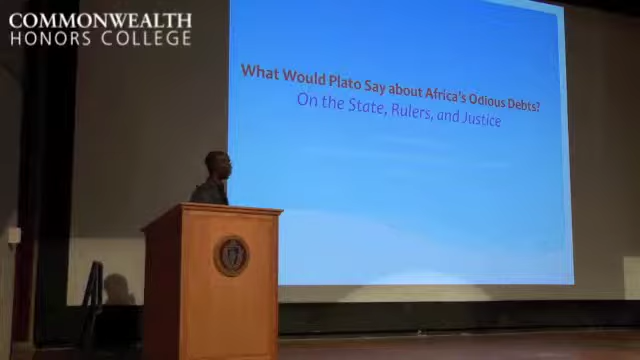 COMMONWEALTH
HONORS COLLEGE
What Would Plato Say about Africa's Odious Debts?
On the State, Rulers, and Justice